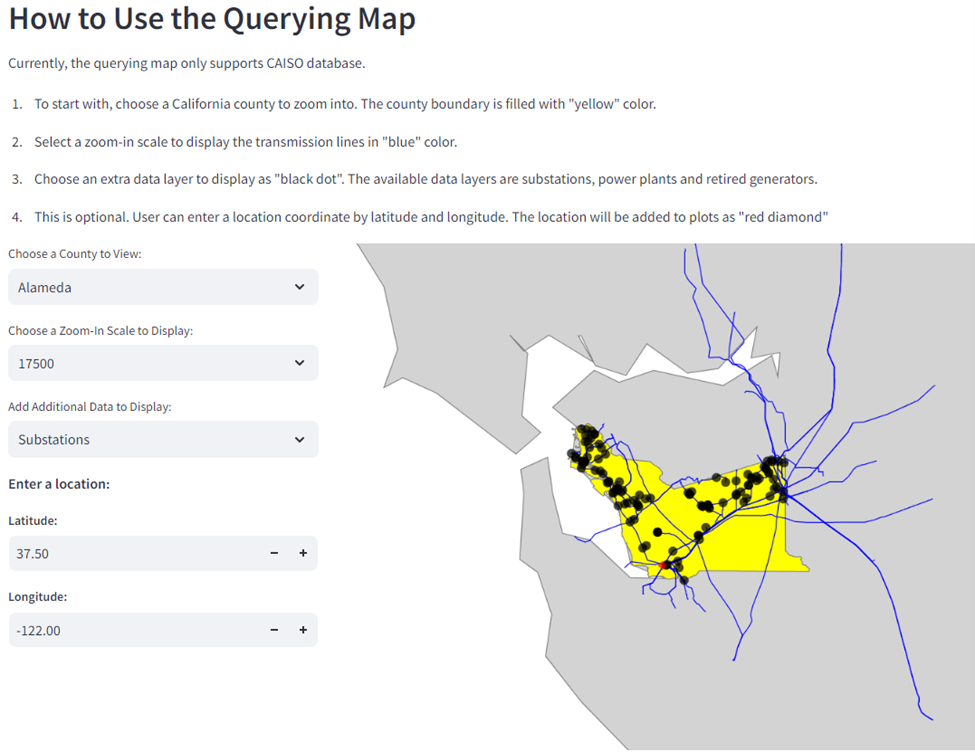 How to Use the Querying Map
Currently, the querying map only supports CAISO database.
1. To start with, choose a California county to zoom into. The county boundary is filled with "yellow" color.
2. Select a zoom-in scale to display the transmission lines in "blue" color.
3. Choose an extra data layer to display as "black dot". The available data layers are substations, power plants and retired generators.
4. This is optional. User can enter a location coordinate by latitude and longitude. The location will be added to plots as "red diamond"
Choose a County to View:
Alameda
Choose a Zoom-In Scale to Display:
17500
Add Additional Data to Display:
Substations
Enter a location:
Latitude:
37.50 − +
Longitude:
-122.00 − +